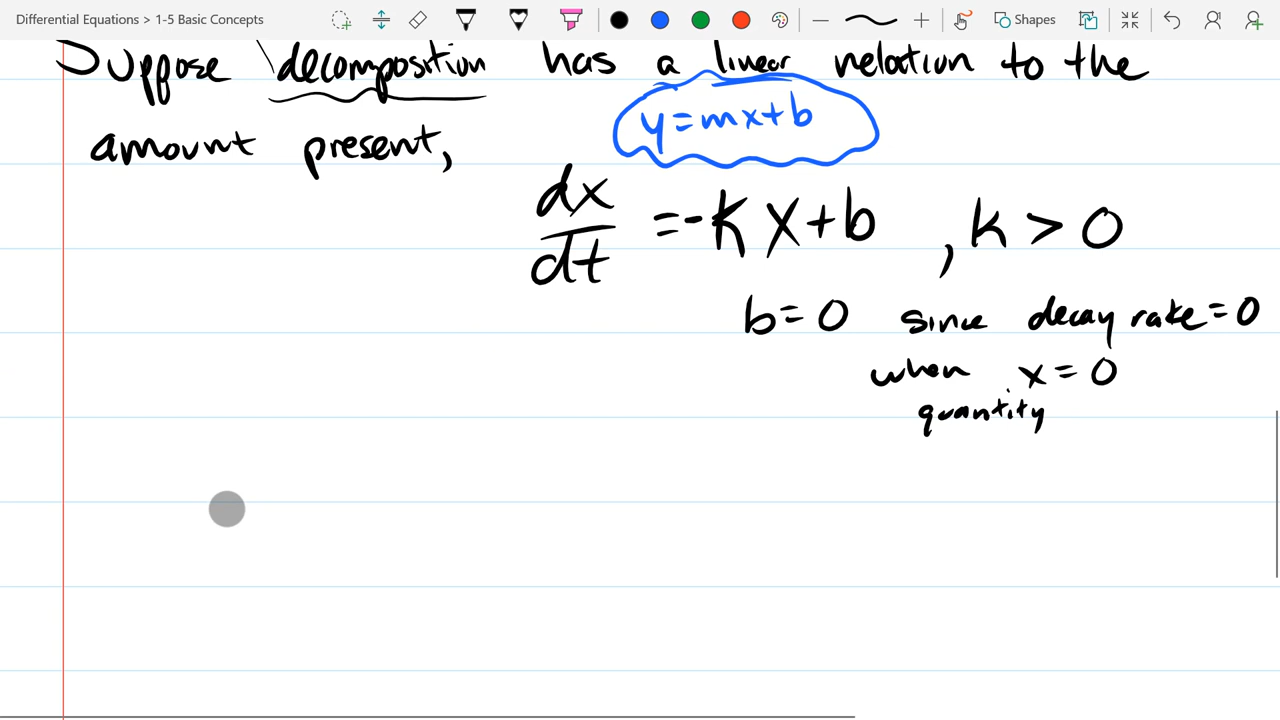 Differential Equations > 1-5 Basic Concepts
Shapes
Suppose decomposition has a linear relation to the
y=mx+b
amount present,
dx/dt = -kx+b , k > 0
b=0 since decay rate=0
when x=0
quantity